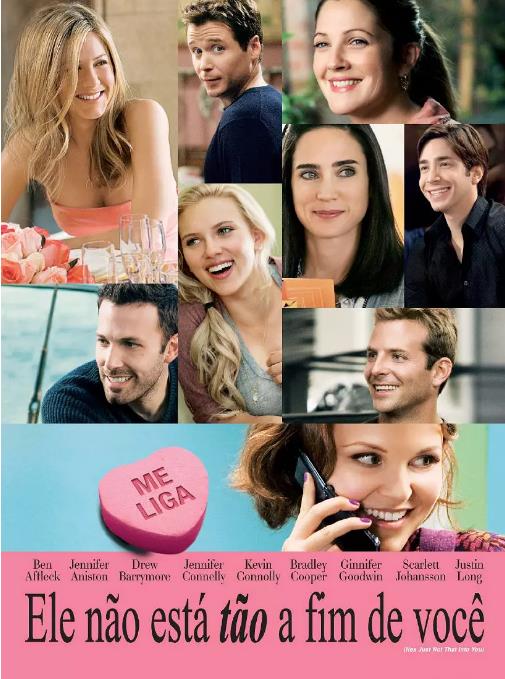 ME
LIGA
Ben Jennifer Drew Jennifer Kevin Bradley Ginnifer Scarlett Justin
Affleck Aniston Barrymore Connelly Connolly Cooper Goodwin Johansson Long
Ele não está tão a fim de você
(Hes Just Not That Into You)